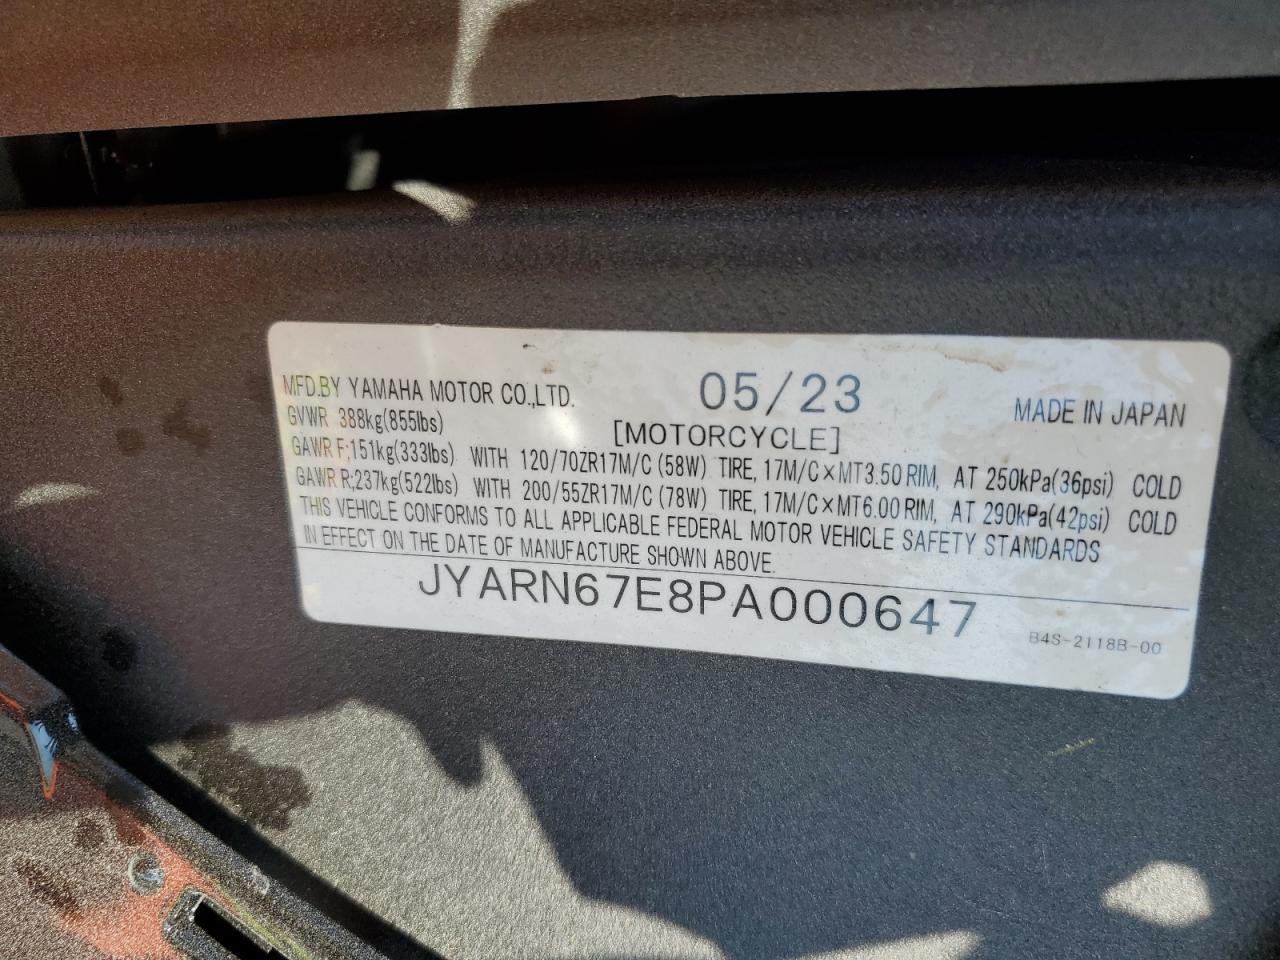 MFD.BY YAMAHA MOTOR CO.,LTD. 05/23 MADE IN JAPAN
GVWR 388kg(855lbs) [MOTORCYCLE]
GAWR F;151kg(333lbs) WITH 120/70ZR17M/C (58W) TIRE, 17M/C×MT3.50 RIM, AT 250kPa(36psi) COLD
GAWR R;237kg(522lbs) WITH 200/55ZR17M/C (78W) TIRE, 17M/C×MT6.00 RIM, AT 290kPa(42psi) COLD
THIS VEHICLE CONFORMS TO ALL APPLICABLE FEDERAL MOTOR VEHICLE SAFETY STANDARDS
IN EFFECT ON THE DATE OF MANUFACTURE SHOWN ABOVE.
JYARN67E8PA000647
B4S-2118B-00